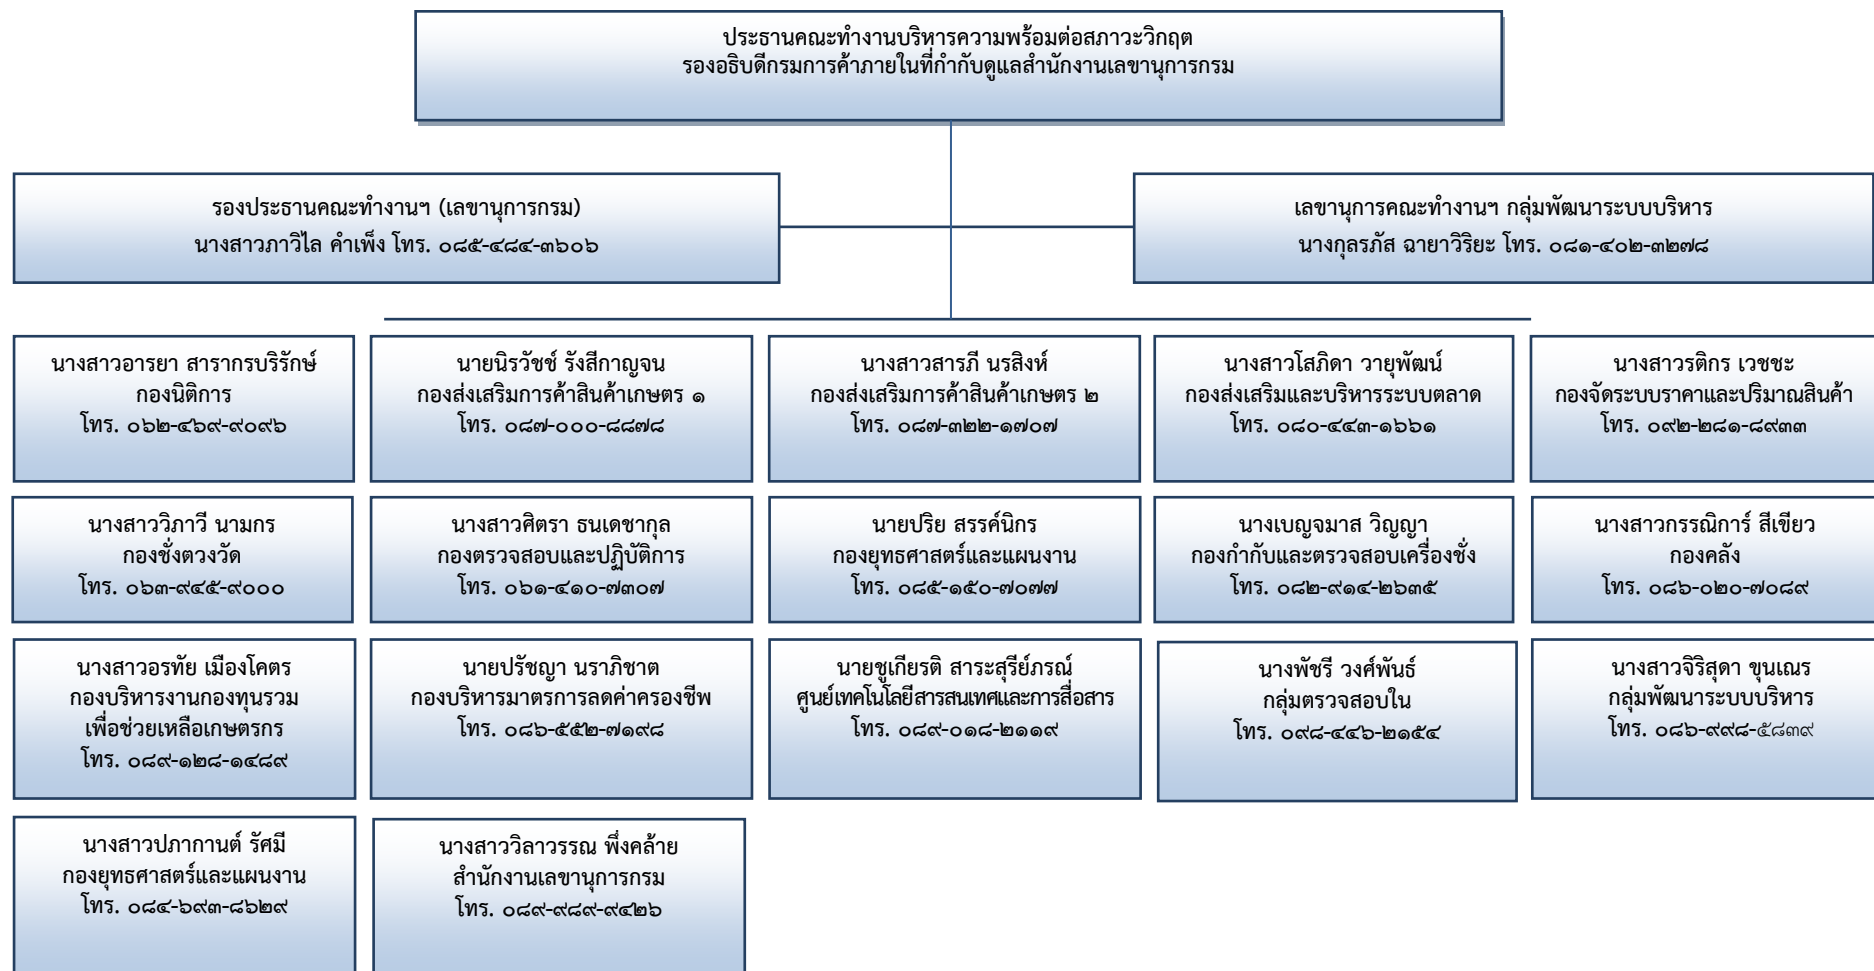 ประธานคณะทำงานบริหารความพร้อมต่อสภาวะวิกฤต
รองอธิบดีกรมการค้าภายในที่กำกับดูแลสำนักงานเลขานุการกรม
รองประธานคณะทำงานฯ (เลขานุการกรม)
นางสาวภาวิไล คำเพ็ง โทร. ๐๘๕-๔๘๔-๓๖๐๖
เลขานุการคณะทำงานฯ กลุ่มพัฒนาระบบบริหาร
นางกุลรภัส ฉายาวิริยะ โทร. ๐๘๑-๔๐๒-๓๒๗๘
นางสาวอารยา สารากรบริรักษ์
กองนิติการ
โทร. ๐๖๒-๔๖๙-๙๐๙๖
นายนิรวัชช์ รังสีกาญจน
กองส่งเสริมการค้าสินค้าเกษตร ๑
โทร. ๐๘๗-๐๐๐-๘๘๗๘
นางสาวสารภี นรสิงห์
กองส่งเสริมการค้าสินค้าเกษตร ๒
โทร. ๐๘๗-๓๒๒-๑๗๐๗
นางสาวโสภิดา วายุพัฒน์
กองส่งเสริมและบริหารระบบตลาด
โทร. ๐๘๐-๔๔๓-๑๖๖๑
นางสาวรติกร เวชชะ
กองจัดระบบราคาและปริมาณสินค้า
โทร. ๐๙๒-๒๘๑-๘๙๓๓
นางสาววิภาวี นามกร
กองชั่งตวงวัด
โทร. ๐๖๓-๙๔๕-๙๐๐๐
นางสาวศิตรา ธนเดชากุล
กองตรวจสอบและปฏิบัติการ
โทร. ๐๖๑-๔๑๐-๗๓๐๗
นายปริย สรรค์นิกร
กองยุทธศาสตร์และแผนงาน
โทร. ๐๘๕-๑๕๐-๗๐๗๗
นางเบญจมาส วิญญา
กองกำกับและตรวจสอบเครื่องชั่ง
โทร. ๐๘๒-๙๑๔-๒๖๓๕
นางสาวกรรณิการ์ สีเขียว
กองคลัง
โทร. ๐๘๖-๐๒๐-๗๐๘๙
นางสาวอรทัย เมืองโคตร
กองบริหารงานกองทุนรวม
เพื่อช่วยเหลือเกษตรกร
โทร. ๐๘๙-๑๒๘-๑๔๘๙
นายปรัชญา นราภิชาต
กองบริหารมาตรการลดค่าครองชีพ
โทร. ๐๘๖-๕๕๒-๗๑๙๘
นายชูเกียรติ สาระสุรีย์ภรณ์
ศูนย์เทคโนโลยีสารสนเทศและการสื่อสาร
โทร. ๐๘๙-๐๑๘-๒๑๑๙
นางพัชรี วงศ์พันธ์
กลุ่มตรวจสอบใน
โทร. ๐๙๘-๔๔๖-๒๑๕๔
นางสาวจิริสุดา ขุนเณร
กลุ่มพัฒนาระบบบริหาร
โทร. ๐๘๖-๙๙๘-๕๘๓๙
นางสาวปภากานต์ รัศมี
กองยุทธศาสตร์และแผนงาน
โทร. ๐๘๔-๖๙๓-๘๖๒๙
นางสาววิลาวรรณ พึ่งคล้าย
สำนักงานเลขานุการกรม
โทร. ๐๘๙-๙๘๙-๙๔๒๖